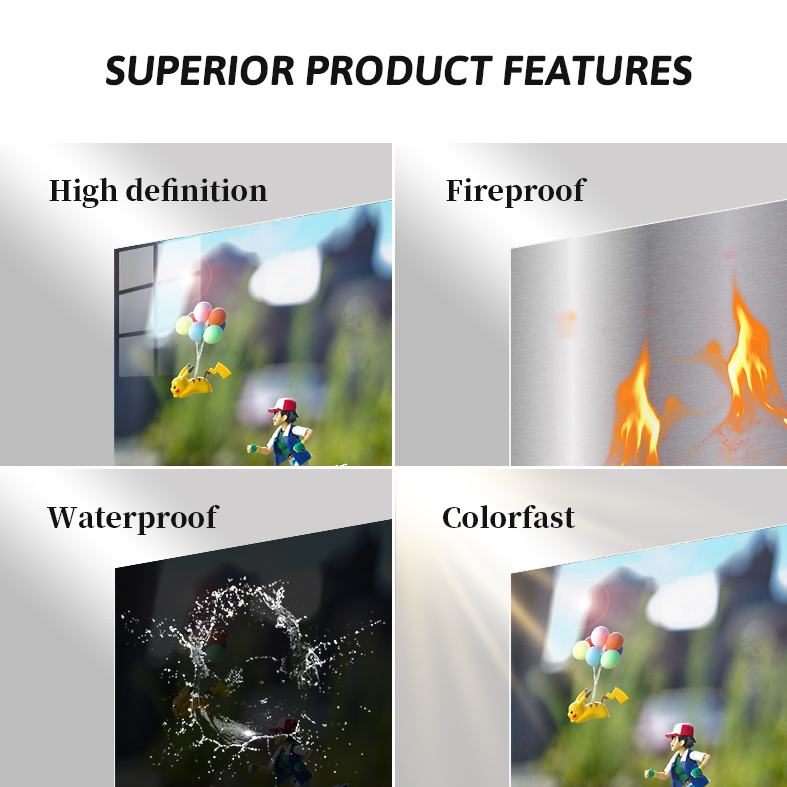 SUPERIOR PRODUCT FEATURES
High definition
Fireproof
Waterproof
Colorfast